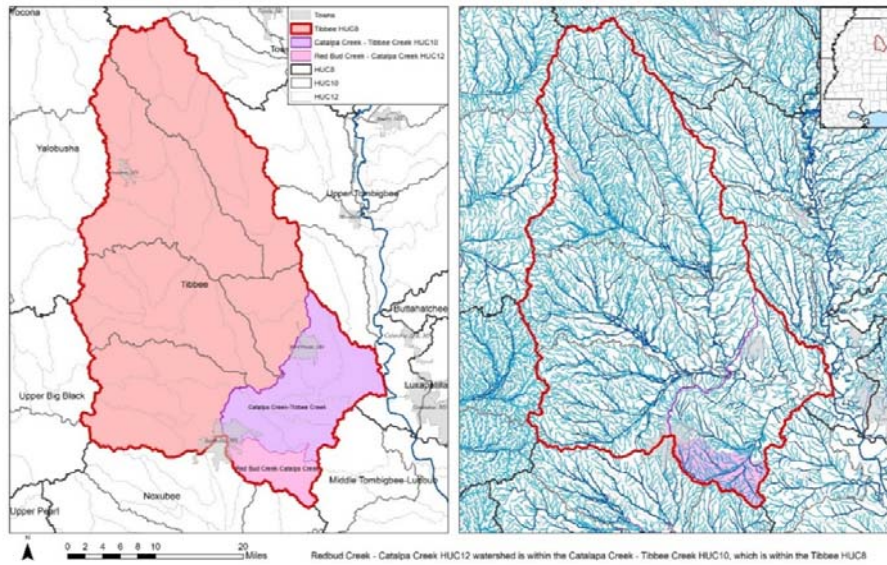 Yocona
Towns
Tibbee HUC8
Catalpa Creek - Tibbee Creek HUC10
Red Bud Creek - Catalpa Creek HUC12
HUC8
HUC10
HUC12
Yalobusha
Upper Tombigbee
Tibbee
Buttahatchee
Luxapallila
Upper Big Black
Catalpa Creek-Tibbee Creek
Red Bud Creek-Catalpa Creek
Middle Tombigbee-Lubbub
Noxubee
Upper Pearl
N
0 2 4 6 8 10 20
Miles
Redbud Creek - Catalpa Creek HUC12 watershed is within the Catalapa Creek - Tibbee Creek HUC10, which is within the Tibbee HUC8